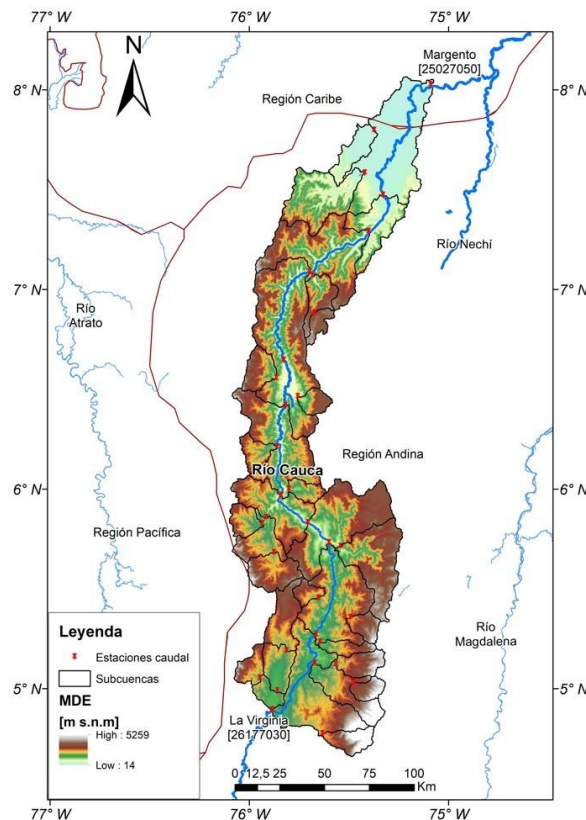 77° W
76° W
75° W
N
Margento
[25027050]
8° N
8° N
Región Caribe
Río Nechí
7° N
7° N
Río
Atrato
6° N
6° N
Región Andina
Río Cauca
Región Pacífica
Leyenda
Estaciones caudal
Subcuencas
MDE
[m s.n.m]
High : 5259
Low : 14
Río
Magdalena
5° N
5° N
La Virginia
[26177030]
0 12,5 25 50 75 100
Km
77° W
76° W
75° W